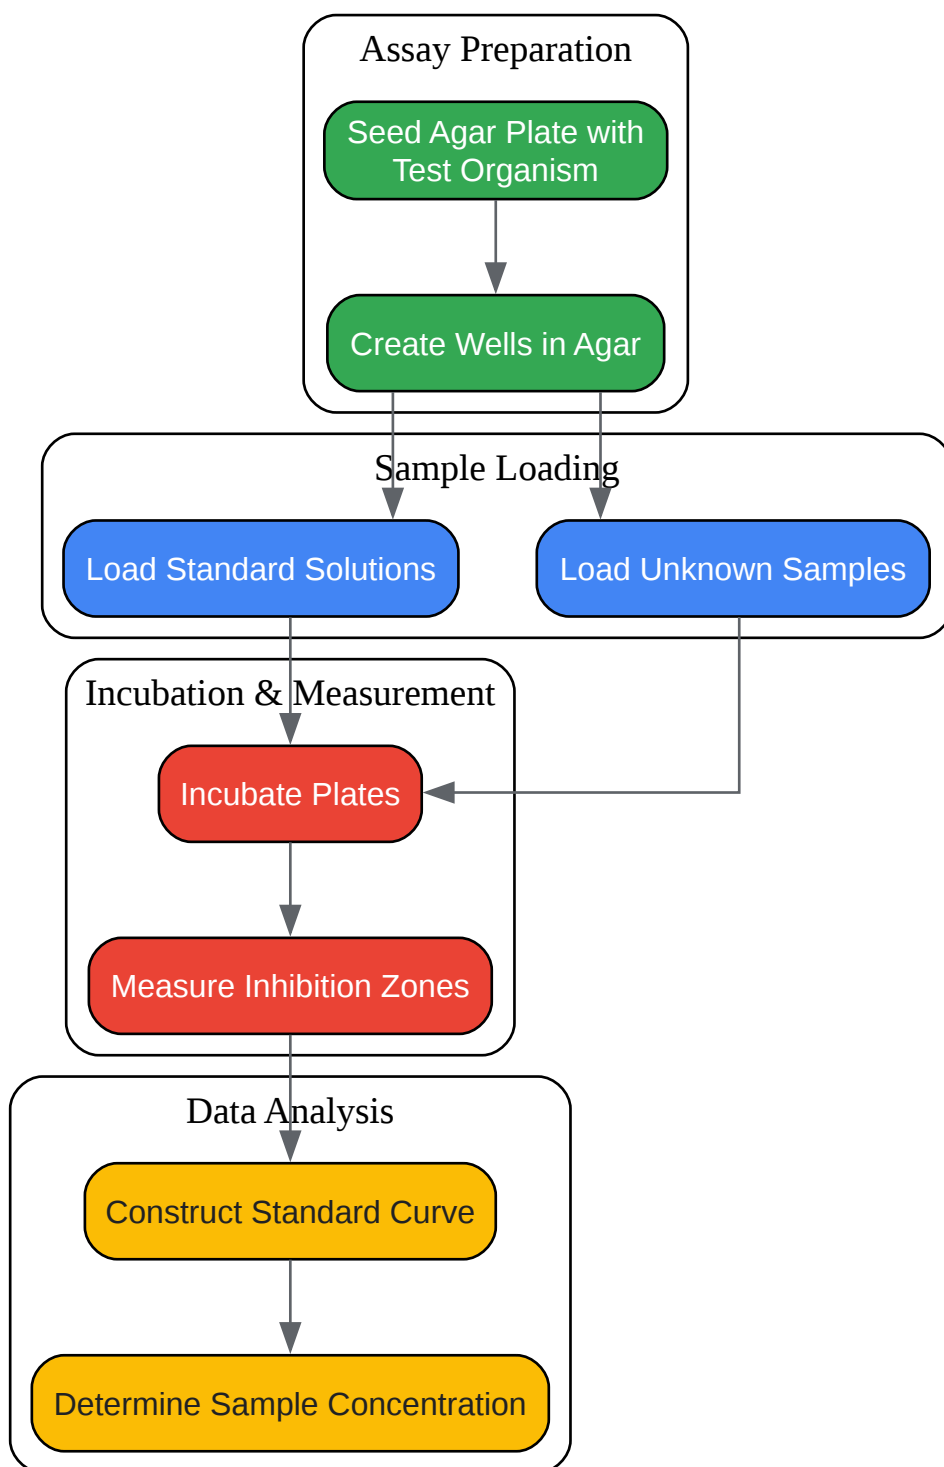 Assay Preparation
Seed Agar Plate with
Test Organism
Create Wells in Agar
Sample Loading
Load Standard Solutions
Load Unknown Samples
Incubation & Measurement
Incubate Plates
Measure Inhibition Zones
Data Analysis
Construct Standard Curve
Determine Sample Concentration